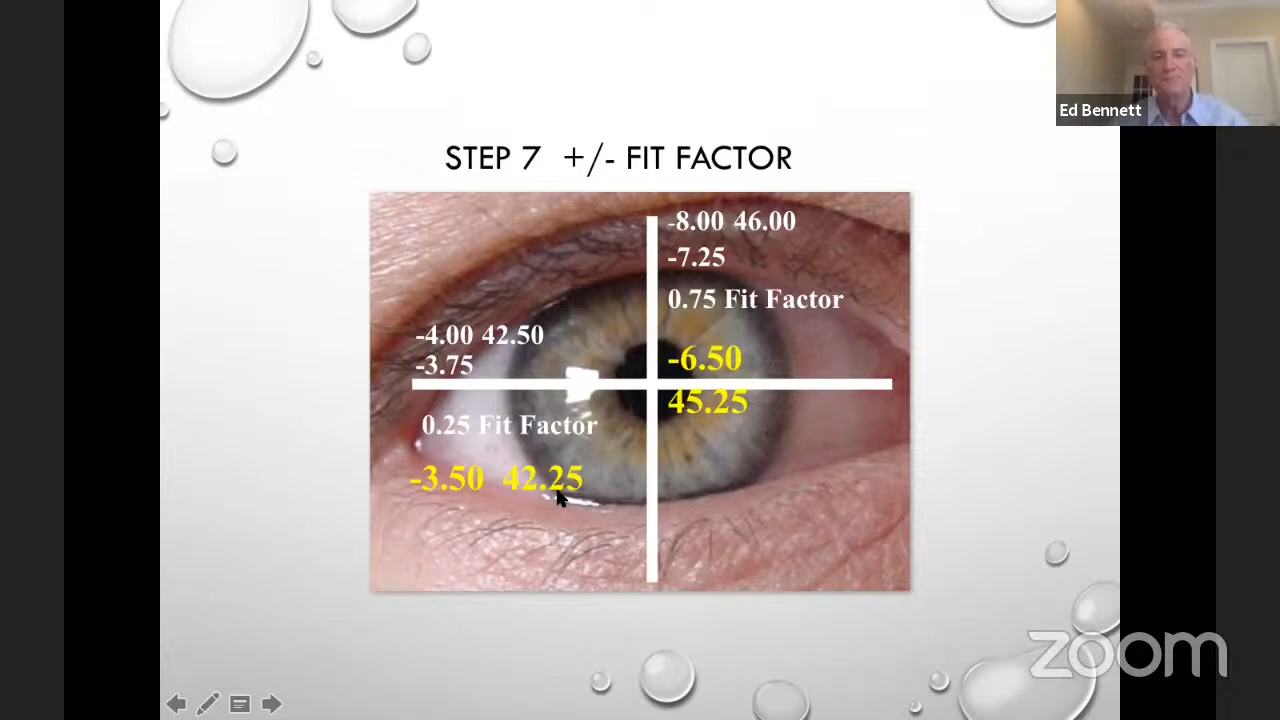 Ed Bennett
STEP 7 +/- FIT FACTOR
-8.00 46.00
-7.25
0.75 Fit Factor
-4.00 42.50
-3.75
-6.50
45.25
0.25 Fit Factor
-3.50 42.25
zoom